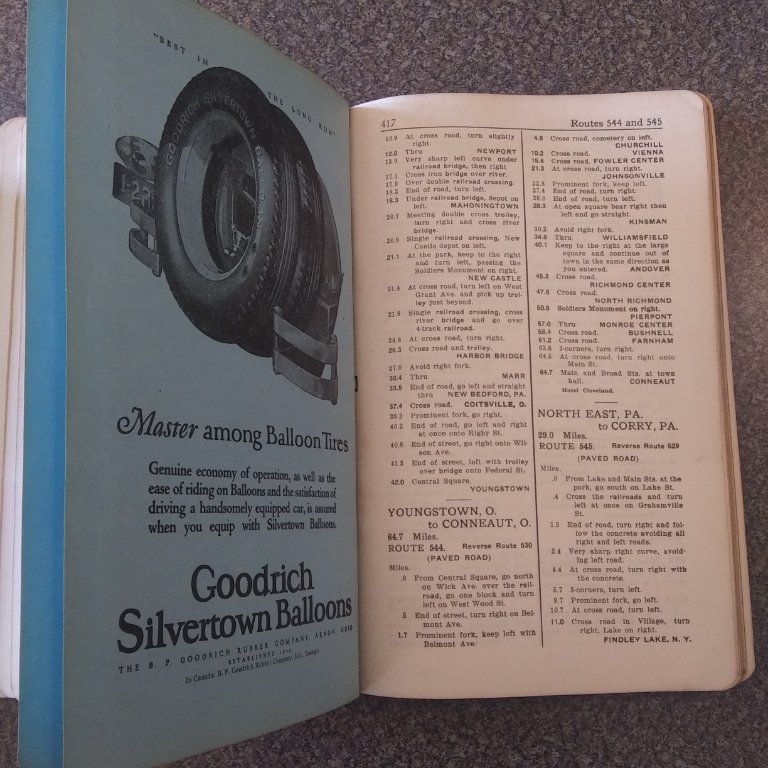 "BEST IN THE LONG RUN"
GOODRICH SILVERTOWN BALLOON
Master among Balloon Tires
Genuine economy of operation, as well as the
ease of riding on Balloons and the satisfaction of
driving a handsomely equipped car, is assured
when you equip with Silvertown Balloons.
Goodrich
Silvertown Balloons
THE B. F. GOODRICH RUBBER COMPANY, AKRON, OHIO
ESTABLISHED 1870
In Canada: B. F. Goodrich Rubber Company, Ltd., Toronto
417
Routes 544 and 545
10.9 At cross road, turn slightly
right.
12.0 Thru NEWPORT
13.9 Very sharp left curve under
railroad bridge, then right
17.1 Cross iron bridge over river.
17.9 Over double railroad crossing.
18.2 End of road, turn left.
18.3 Under railroad bridge, depot on
left. MAHONINGTOWN
20.7 Meeting double cross trolley,
turn right and cross river
bridge.
20.9 Single railroad crossing, New
Castle depot on left.
21.1 At the park, keep to the right
and turn left, passing the
Soldiers Monument on right.
NEW CASTLE
21.4 At cross road, turn left on West
Grant Ave. and pick up trol-
ley just beyond.
21.8 Single railroad crossing, cross
river bridge and go over
4-track railroad.
24.8 At cross road, turn right.
26.3 Cross road and trolley.
HARBOR BRIDGE
27.0 Avoid right fork.
30.4 Thru MARR
33.5 End of road, go left and straight
thru NEW BEDFORD, PA.
37.4 Cross road. COITSVILLE, O.
38.3 Prominent fork, go right.
40.2 End of road, go left and right
at once onto Rigby St.
40.8 End of street, go right onto Wil-
son Ave.
41.3 End of street, left with trolley
over bridge onto Federal St.
42.0 Central Square.
YOUNGSTOWN
YOUNGSTOWN, O.
to CONNEAUT, O.
64.7 Miles.
ROUTE 544. Reverse Route 530
(PAVED ROAD)
Miles.
.0 From Central Square, go north
on Wick Ave. over the rail-
road, go one block and turn
left on West Wood St.
.5 End of street, turn right on Bel-
mont Ave.
1.7 Prominent fork, keep left with
Belmont Ave.
4.8 Cross road, cemetery on left.
CHURCHILL
10.2 Cross road. VIENNA
15.6 Cross road. FOWLER CENTER
21.3 At cross road, turn right.
JOHNSONVILLE
22.8 Prominent fork, keep left.
27.4 End of road, turn right.
28.0 End of road, turn left.
28.3 At open square bear right then
left and go straight.
KINSMAN
30.2 Avoid right fork.
34.8 Thru WILLIAMSFIELD
40.1 Keep to the right at the large
square and continue out of
town in the same direction as
you entered. ANDOVER
45.3 Cross road.
RICHMOND CENTER
47.8 Cross road.
NORTH RICHMOND
50.5 Soldiers Monument on right.
PIERPONT
57.0 Thru MONROE CENTER
58.4 Cross road. BUSHNELL
61.2 Cross road. FARNHAM
63.6 3-corners, turn right.
64.5 At cross road, turn right onto
Main St.
64.7 Main and Broad Sts. at town
hall. CONNEAUT
Hotel Cleveland.
NORTH EAST, PA.
to CORRY, PA.
29.0 Miles.
ROUTE 545. Reverse Route 529
(PAVED ROAD)
Miles.
.0 From Lake and Main Sts. at the
park, go south on Lake St.
.4 Cross the railroads and turn
left at once on Grahamville
St.
1.5 End of road, turn right and fol-
low the concrete avoiding all
right and left roads.
3.4 Very sharp right curve, avoid-
ing left road.
4.4 At cross road, turn right with
the concrete.
5.7 3-corners, turn left.
8.7 Prominent fork, go left.
10.7 At cross road, turn left.
11.0 Cross road in Village, turn
right, Lake on right.
FINDLEY LAKE, N. Y.